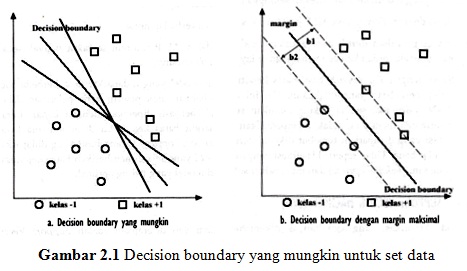 Decision boundary
kelas -1 kelas +1
a. Decision boundary yang mungkin
margin
b1
b2
Decision boundary
kelas -1 kelas +1
b. Decision boundary dengan margin maksimal
Gambar 2.1 Decision boundary yang mungkin untuk set data